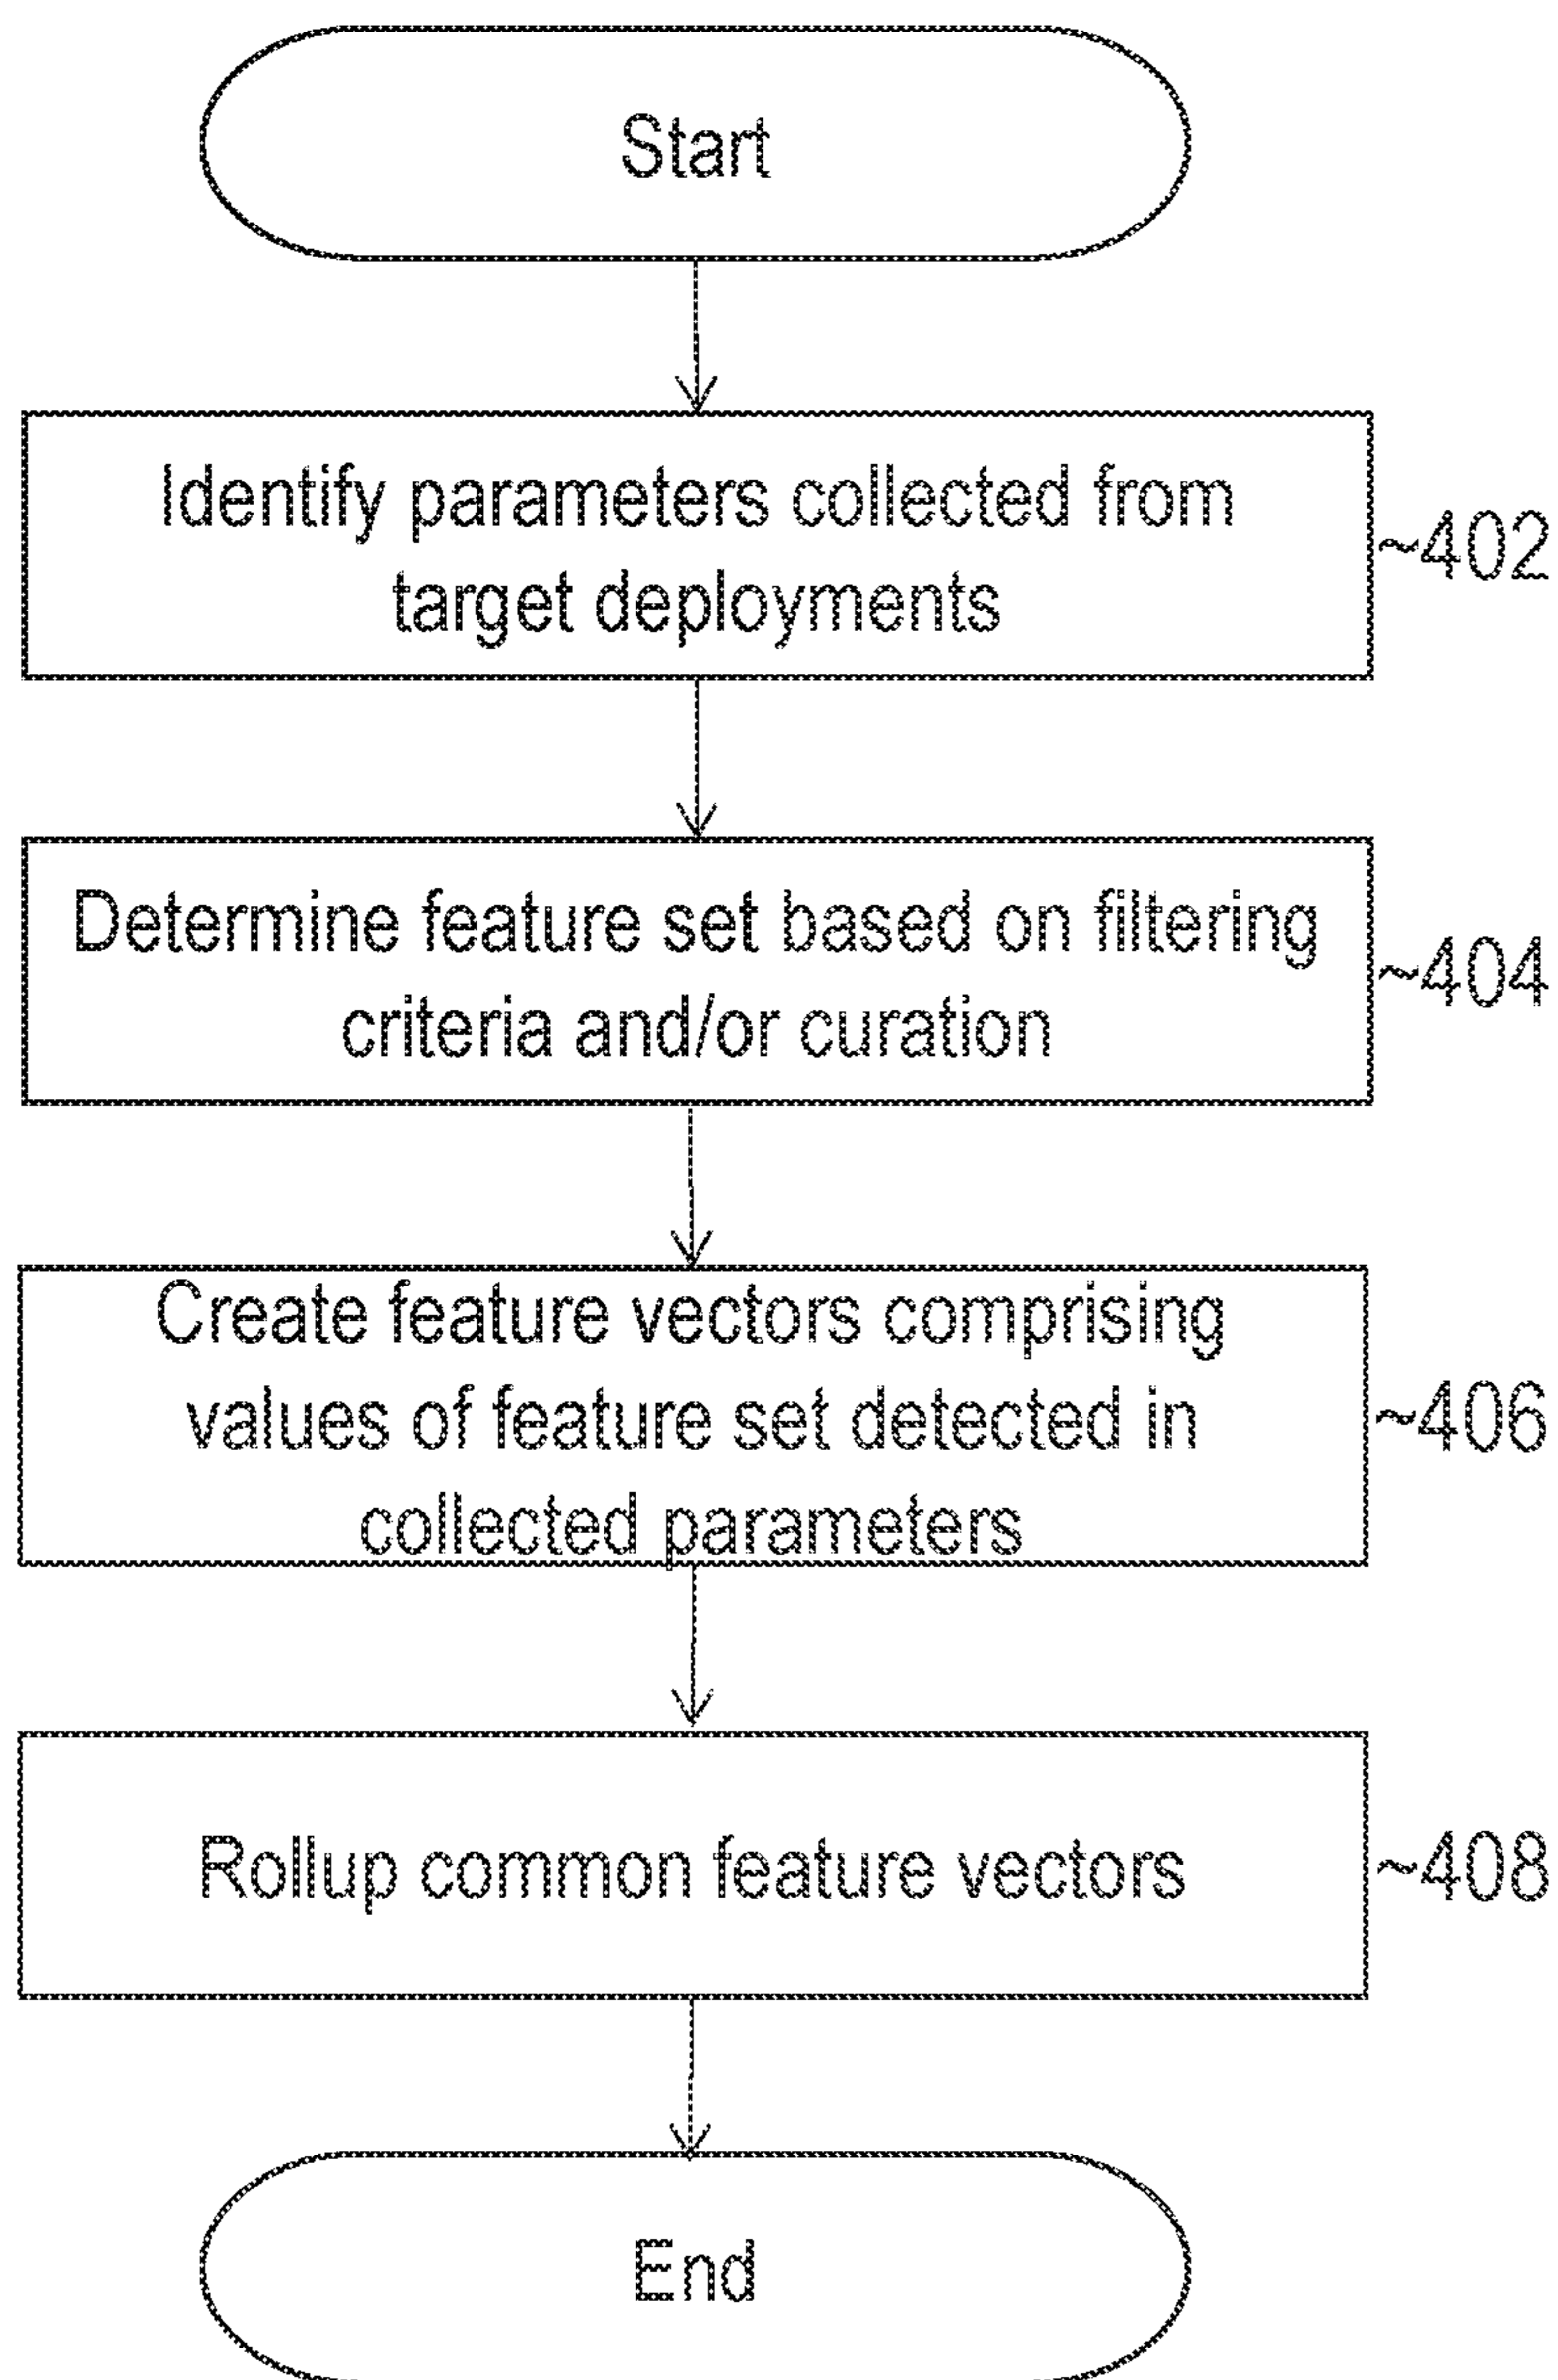 Start
Identify parameters collected from
target deployments
~402
Determine feature set based on filtering
criteria and/or curation
~404
Create feature vectors comprising
values of feature set detected in
collected parameters
~406
Rollup common feature vectors
~408
End